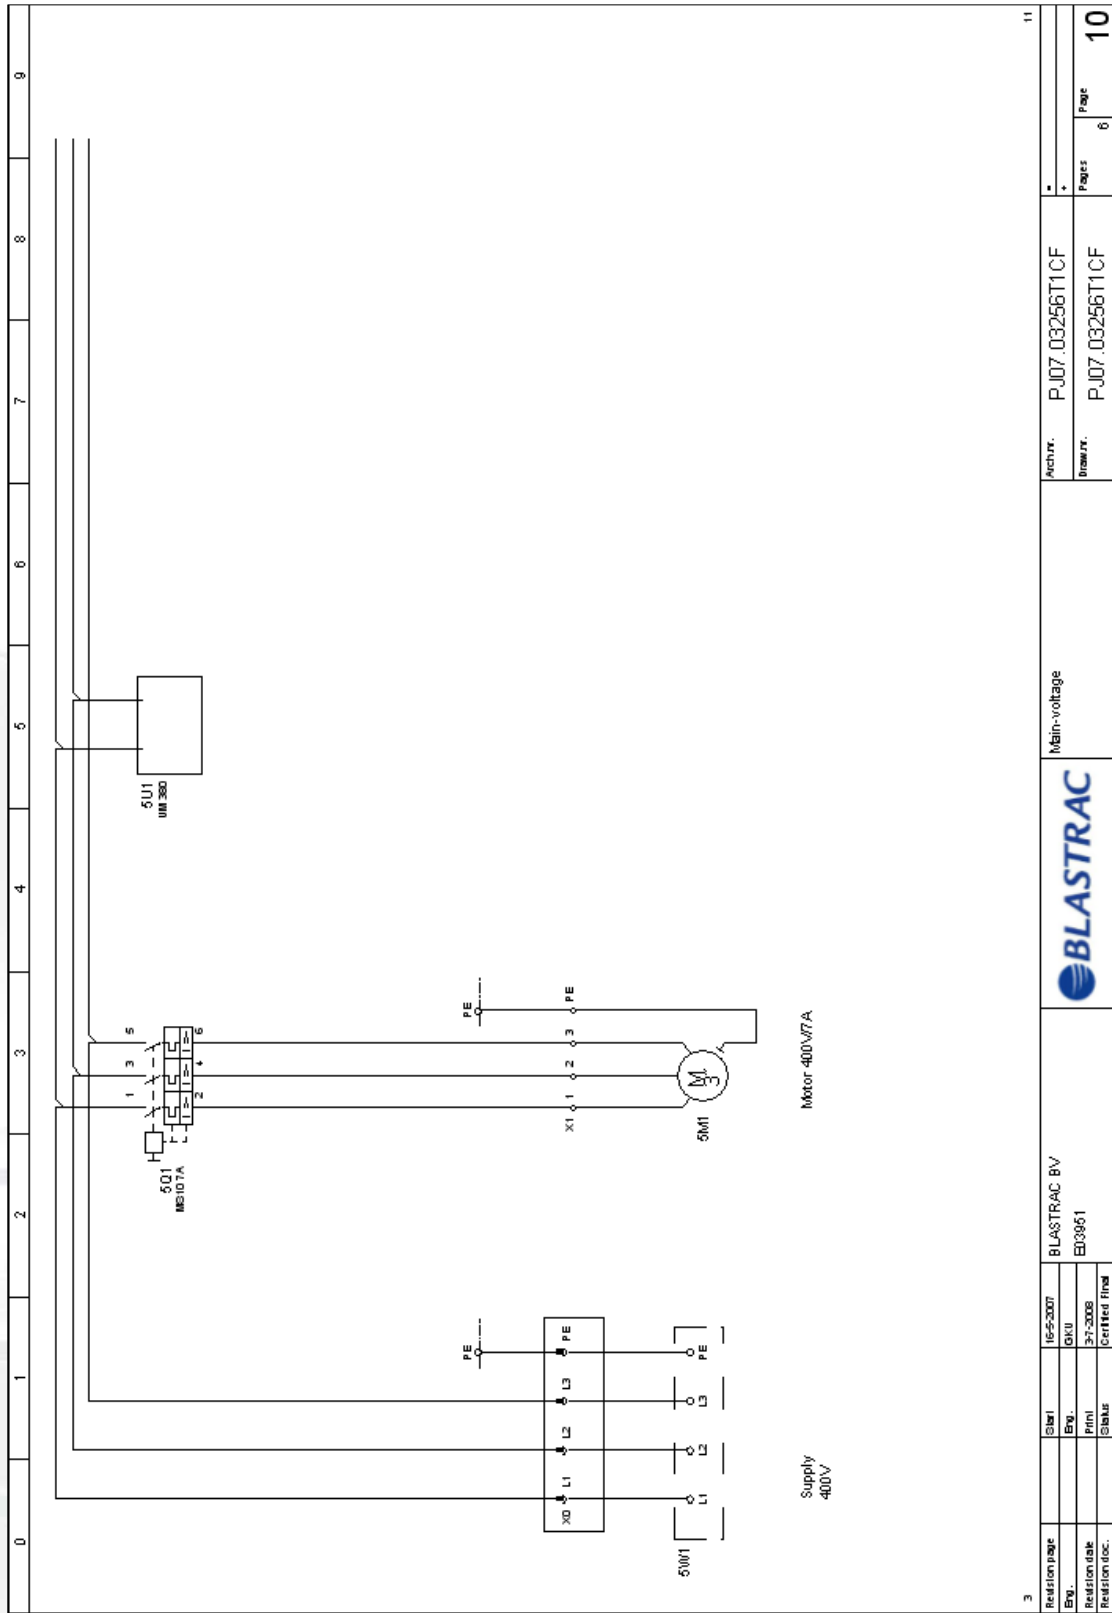 0 1 2 3 4 5 6 7 8 9
5U1
UM 380
1 3 5
5Q1
MS10 7A
2 4 6
PE
PE
X0 L1 L2 L3 PE
X1 1 2 3 PE
5W1
L1 L2 L3 PE
5M1
M
3
Supply
400V
Motor 400V/7A
3
11
Revision page
Eng.
Revision date
Revision doc.
Start 16-5-2007
Eng. GKU
Print 3-7-2008
Status Certified Final
BLASTRAC BV
E03951
BLASTRAC
Main-voltage
Arch.nr. PJ07.03256T1CF
Draw.nr. PJ07.03256T1CF
=
+
Pages 6
Page 10